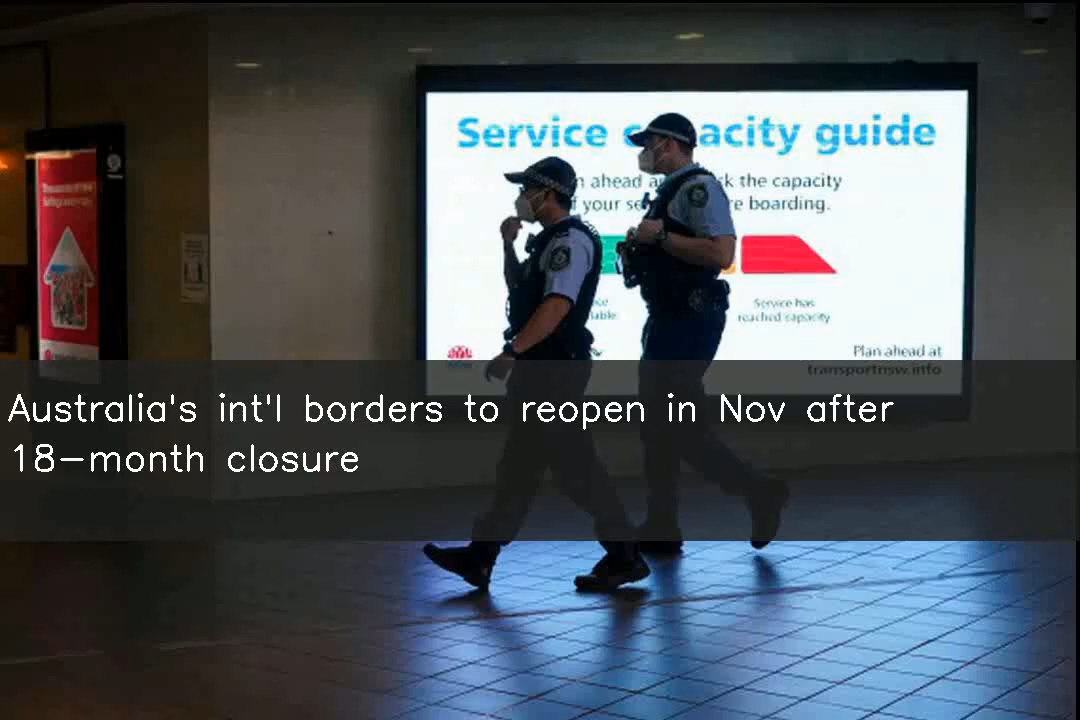 Service c acity guide
n ahead a k the capacity
f your se re boarding.
Service has
reached capacity
lable
Plan ahead at
transportnsw.info
Australia's int'l borders to reopen in Nov after
18-month closure